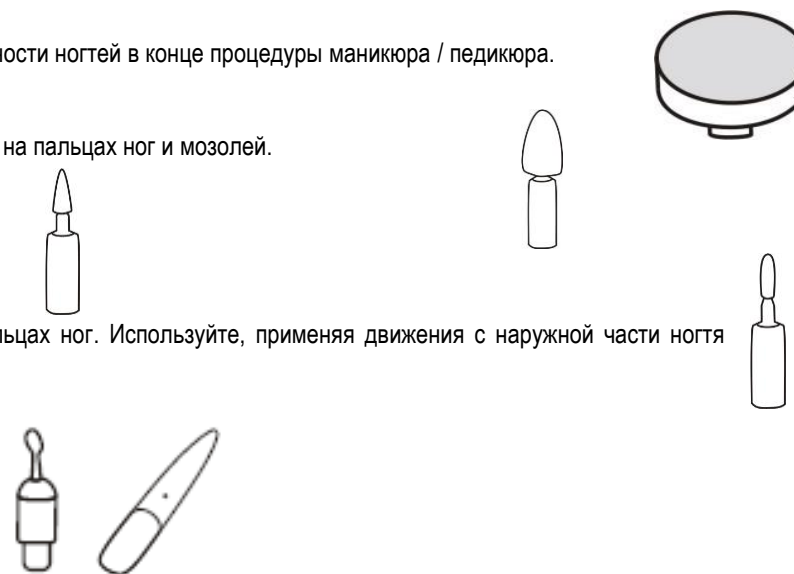 ности ногтей в конце процедуры маникюра / педикюра.
на пальцах ног и мозолей.
льцах ног. Используйте, применяя движения с наружной части ногтя